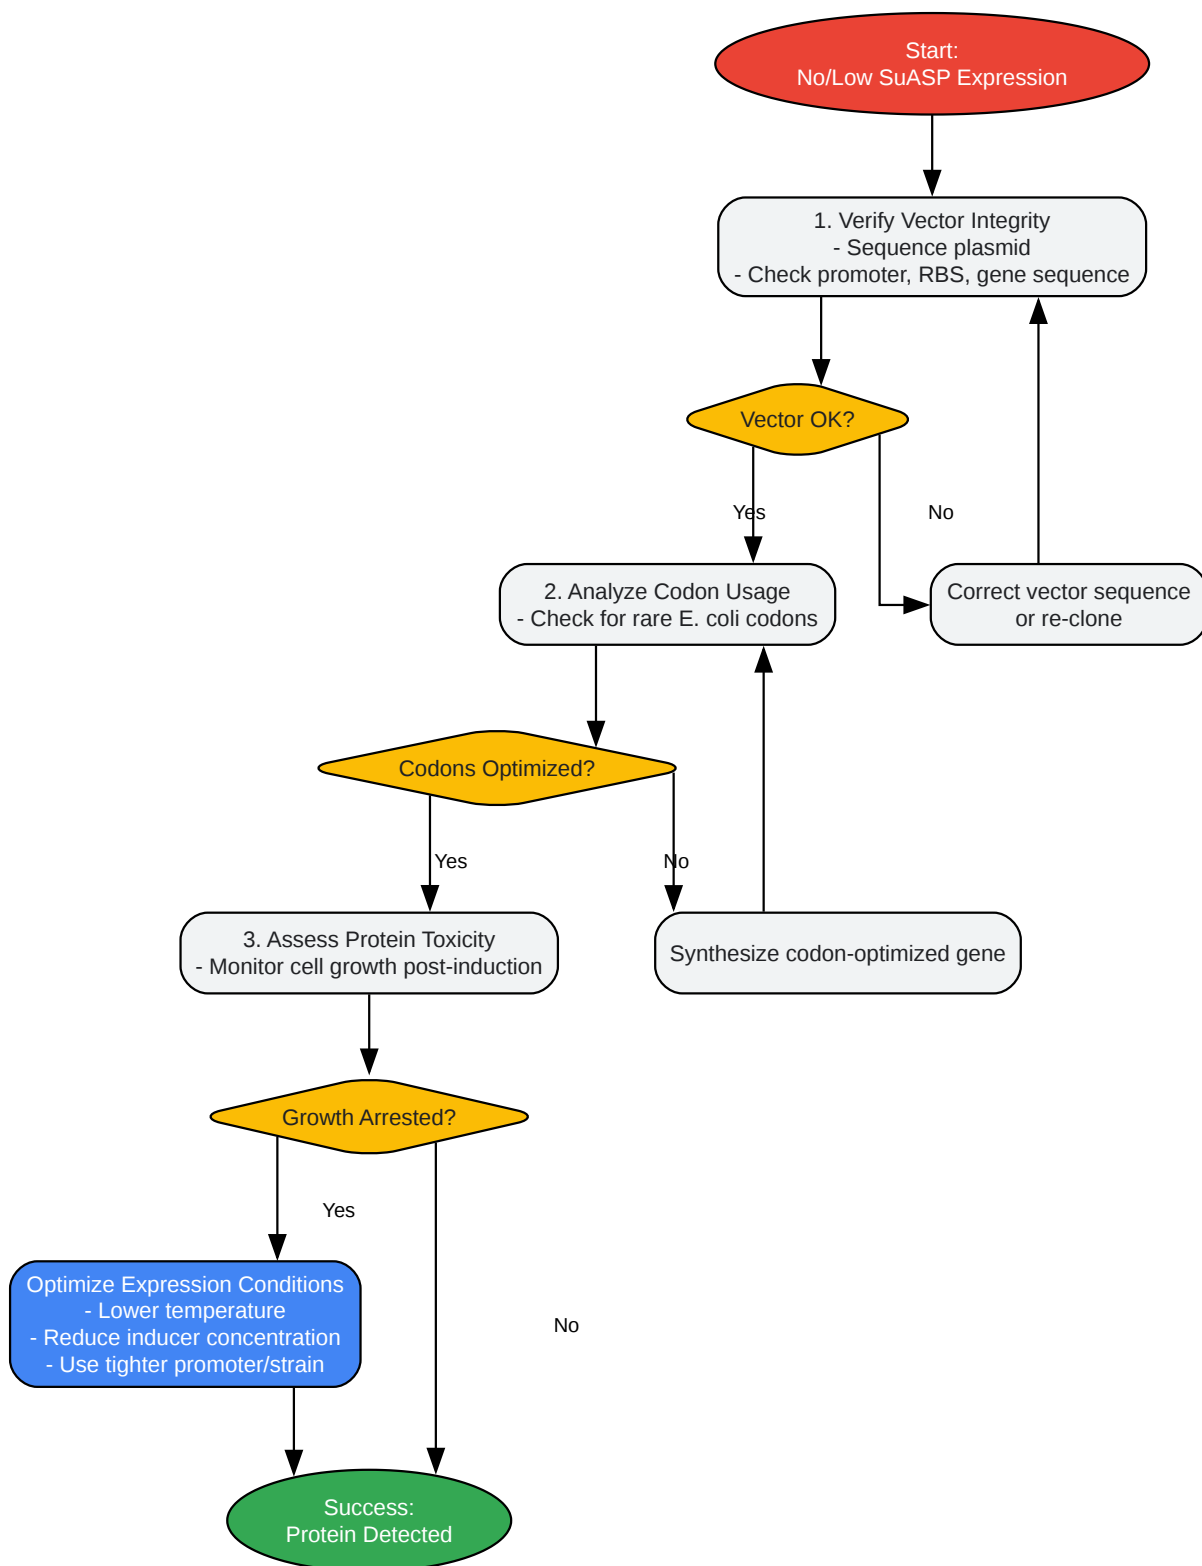 Start:
No/Low SuASP Expression
1. Verify Vector Integrity
- Sequence plasmid
- Check promoter, RBS, gene sequence
Vector OK?
Yes
No
2. Analyze Codon Usage
- Check for rare E. coli codons
Correct vector sequence
or re-clone
Codons Optimized?
Yes
No
3. Assess Protein Toxicity
- Monitor cell growth post-induction
Synthesize codon-optimized gene
Growth Arrested?
Yes
Optimize Expression Conditions
- Lower temperature
- Reduce inducer concentration
- Use tighter promoter/strain
No
Success:
Protein Detected